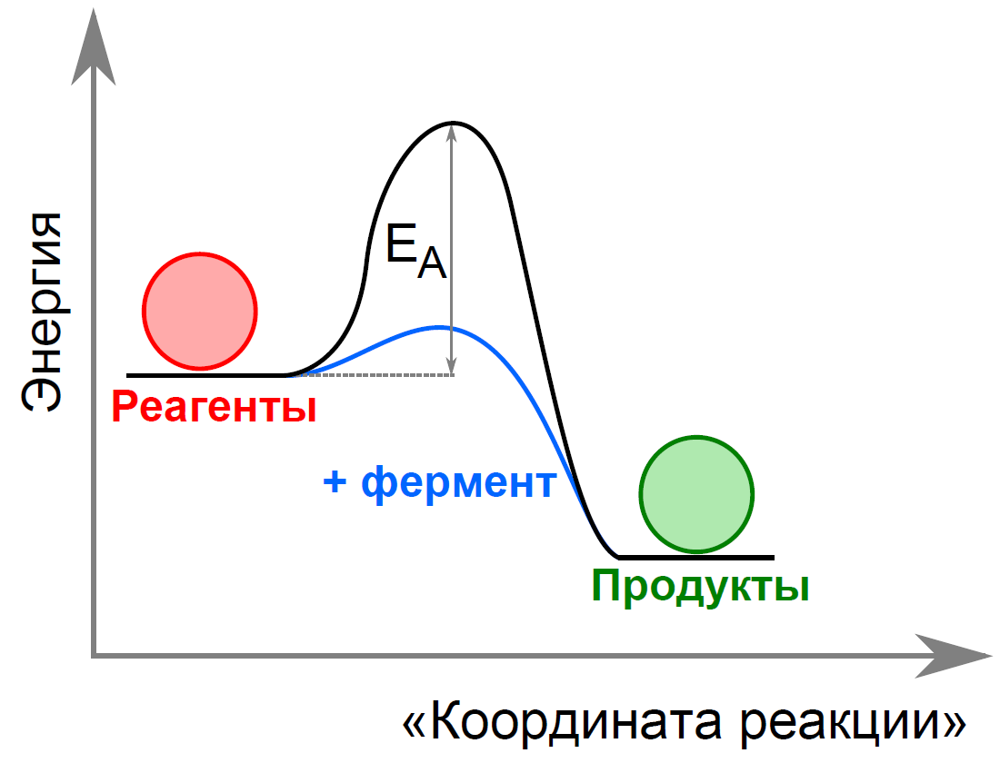 Энергия
E_A
Реагенты
+ фермент
Продукты
«Координата реакции»